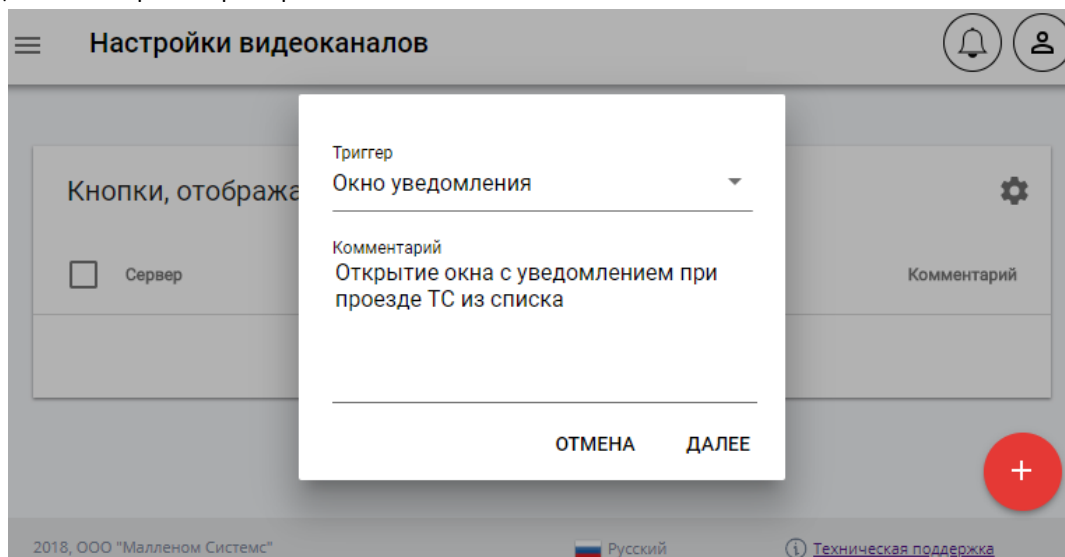 Настройки видеоканалов
Триггер
Окно уведомления
Кнопки, отобража
Комментарий
Открытие окна с уведомлением при
проезде ТС из списка
Сервер
Комментарий
ОТМЕНА ДАЛЕЕ
+
2018, ООО "Малленом Системс" Русский Техническая поддержка